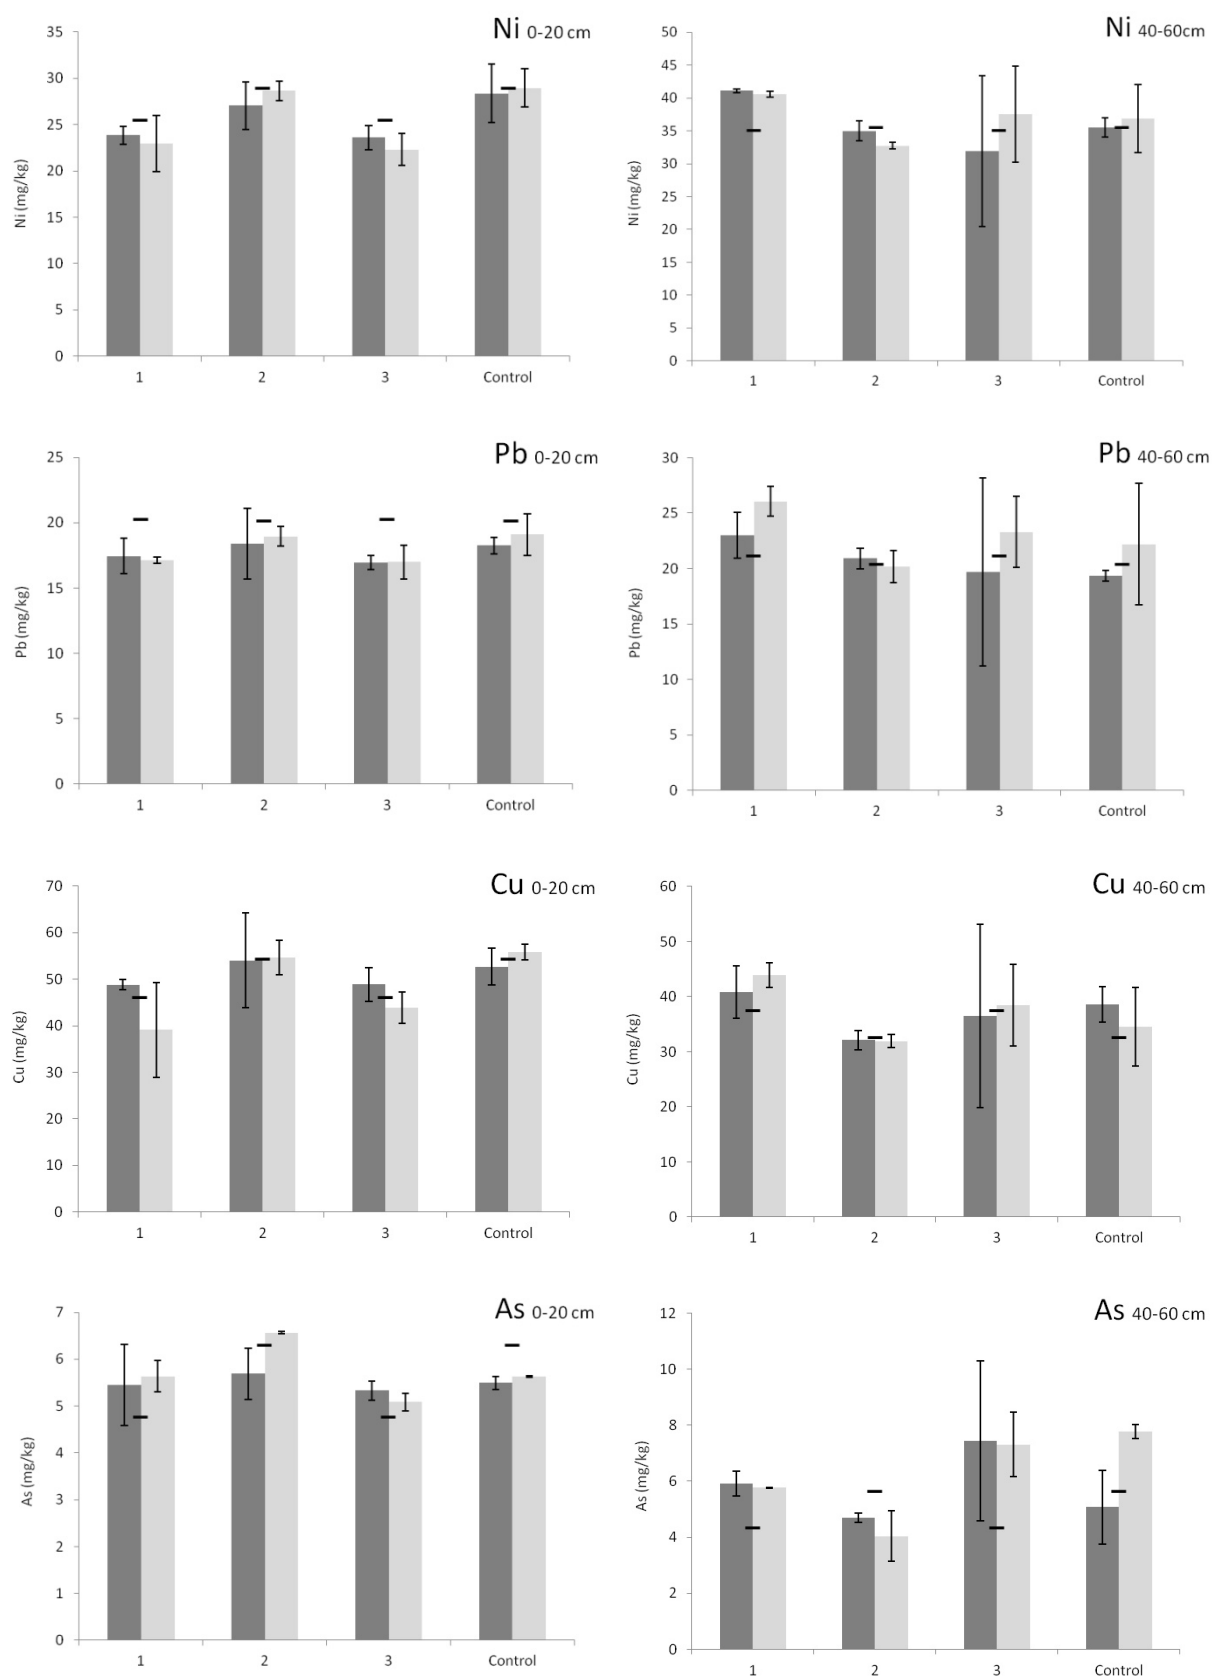 Ni 0-20 cm
Ni (mg/kg)
35
30
25
20
15
10
5
0
1 2 3 Control
Ni 40-60cm
Ni (mg/kg)
50
45
40
35
30
25
20
15
10
5
0
1 2 3 Control
Pb 0-20 cm
Pb (mg/kg)
25
20
15
10
5
0
1 2 3 Control
Pb 40-60 cm
Pb (mg/kg)
30
25
20
15
10
5
0
1 2 3 Control
Cu 0-20 cm
Cu (mg/kg)
70
60
50
40
30
20
10
0
1 2 3 Control
Cu 40-60 cm
Cu (mg/kg)
60
50
40
30
20
10
0
1 2 3 Control
As 0-20 cm
As (mg/kg)
7
6
5
4
3
2
1
0
1 2 3 Control
As 40-60 cm
As (mg/kg)
12
10
8
6
4
2
0
1 2 3 Control